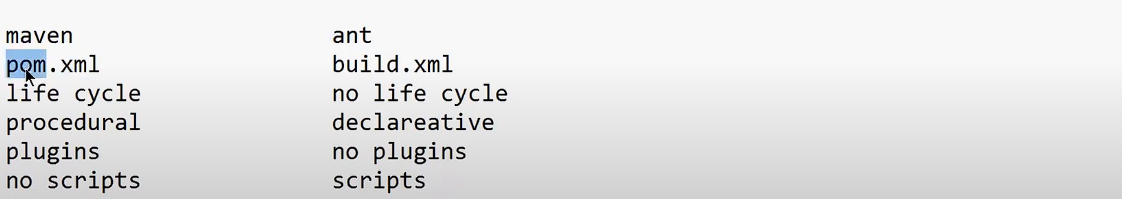 maven ant
pom.xml build.xml
life cycle no life cycle
procedural declareative
plugins no plugins
no scripts scripts